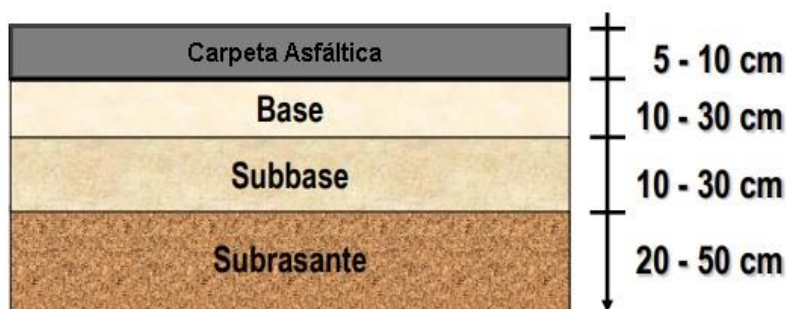 Carpeta Asfáltica
5 - 10 cm
Base
10 - 30 cm
Subbase
10 - 30 cm
Subrasante
20 - 50 cm